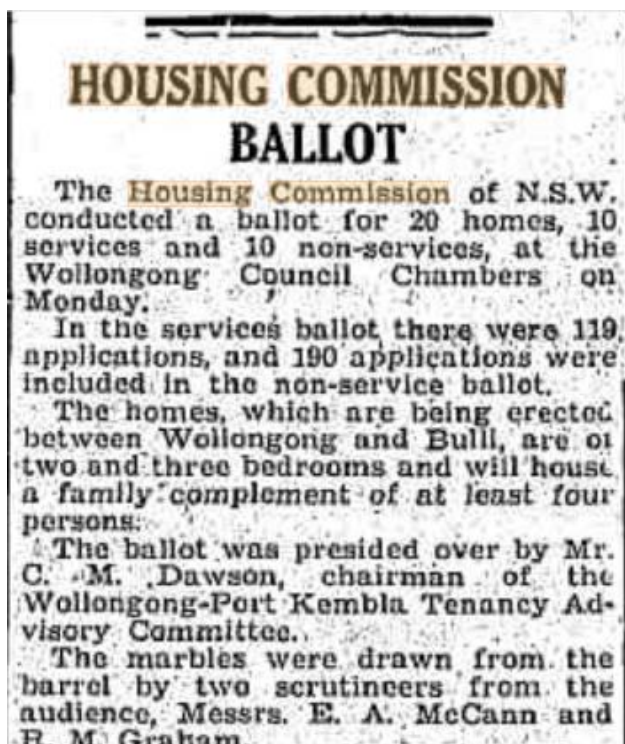 HOUSING COMMISSION
BALLOT
The Housing Commission of N.S.W.
conducted a ballot for 20 homes, 10
services and 10 non-services, at the
Wollongong Council Chambers on
Monday.
In the services ballot there were 119
applications, and 190 applications were
included in the non-service ballot.
The homes, which are being erected
between Wollongong and Bulli, are of
two and three bedrooms and will house
a family complement of at least four
persons.
The ballot was presided over by Mr.
C. M. Dawson, chairman of the
Wollongong-Port Kembla Tenancy Ad-
visory Committee.
The marbles were drawn from the
barrel by two scrutineers from the
audience, Messrs. E. A. McCann and
R. M. Graham.